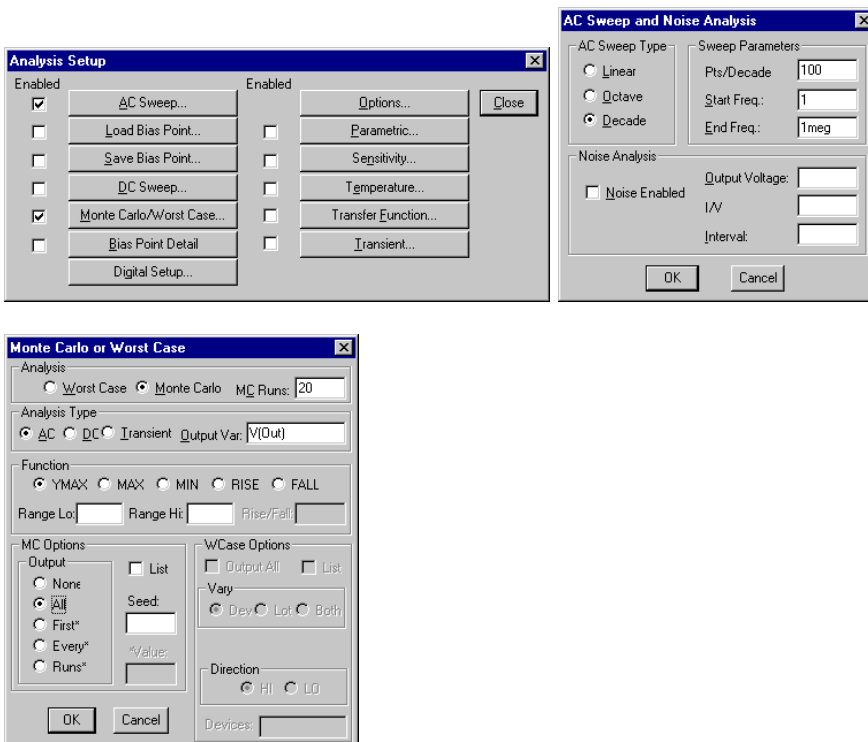 Analysis Setup
Enabled Enabled
AC Sweep... Options... Close
Load Bias Point... Parametric...
Save Bias Point... Sensitivity...
DC Sweep... Temperature...
Monte Carlo/Worst Case... Transfer Function...
Bias Point Detail Transient...
Digital Setup...
AC Sweep and Noise Analysis
AC Sweep Type Sweep Parameters
Linear Pts/Decade 100
Octave Start Freq.: 1
Decade End Freq.: 1meg
Noise Analysis
Noise Enabled Output Voltage:
I/V
Interval:
OK Cancel
Monte Carlo or Worst Case
Analysis
Worst Case Monte Carlo MC Runs: 20
Analysis Type
AC DC Transient Output Var: V(Out)
Function
YMAX MAX MIN RISE FALL
Range Lo: Range Hi: Rise/Fall:
MC Options
Output List
None
All Seed:
First*
Every* *Value:
Runs*
WCase Options
Output All List
Vary
Dev Lot Both
Direction
HI LO
Devices:
OK Cancel